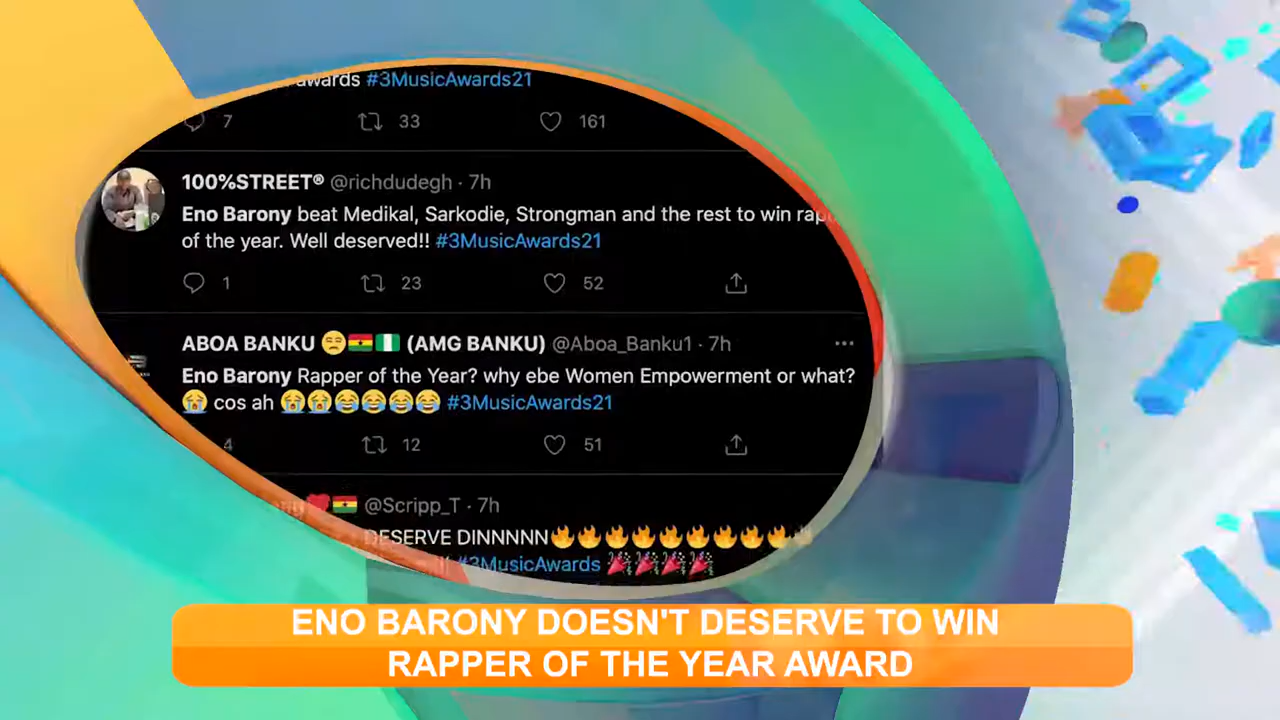 awards #3MusicAwards21
7 33 161
100%STREET® @richdudegh · 7h
Eno Barony beat Medikal, Sarkodie, Strongman and the rest to win
of the year. Well deserved!! #3MusicAwards21
1 23 52
ABOA BANKU 😔🇬🇭🇳🇬 (AMG BANKU) @Aboa_Banku1 · 7h
Eno Barony Rapper of the Year? why ebe Women Empowerment or what?
😭 cos ah 😭😭😂😂😂😂 #3MusicAwards21
4 12 51
❤️🇬🇭 @Scripp_T · 7h
DESERVE DINNNNN🔥🔥🔥🔥🔥🔥🔥🔥🔥
#3MusicAwards 🎉🎉🎉🎉
ENO BARONY DOESN'T DESERVE TO WIN
RAPPER OF THE YEAR AWARD